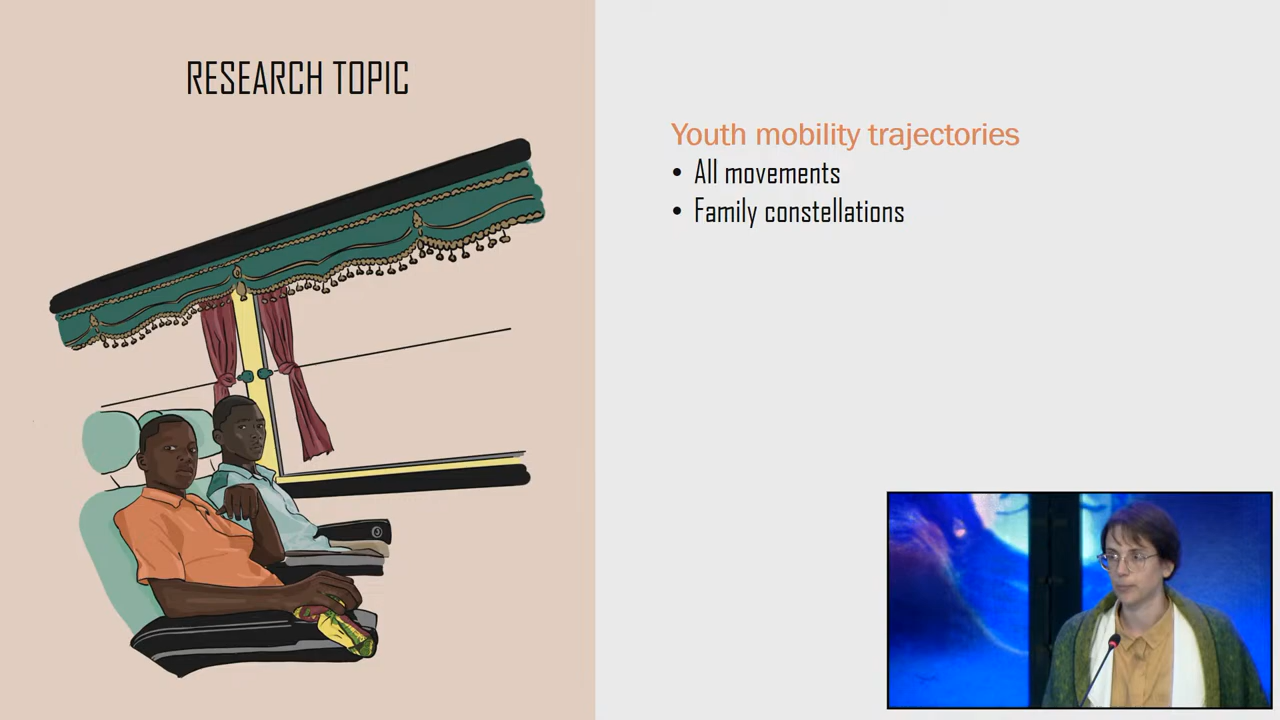 RESEARCH TOPIC
Youth mobility trajectories
• All movements
• Family constellations